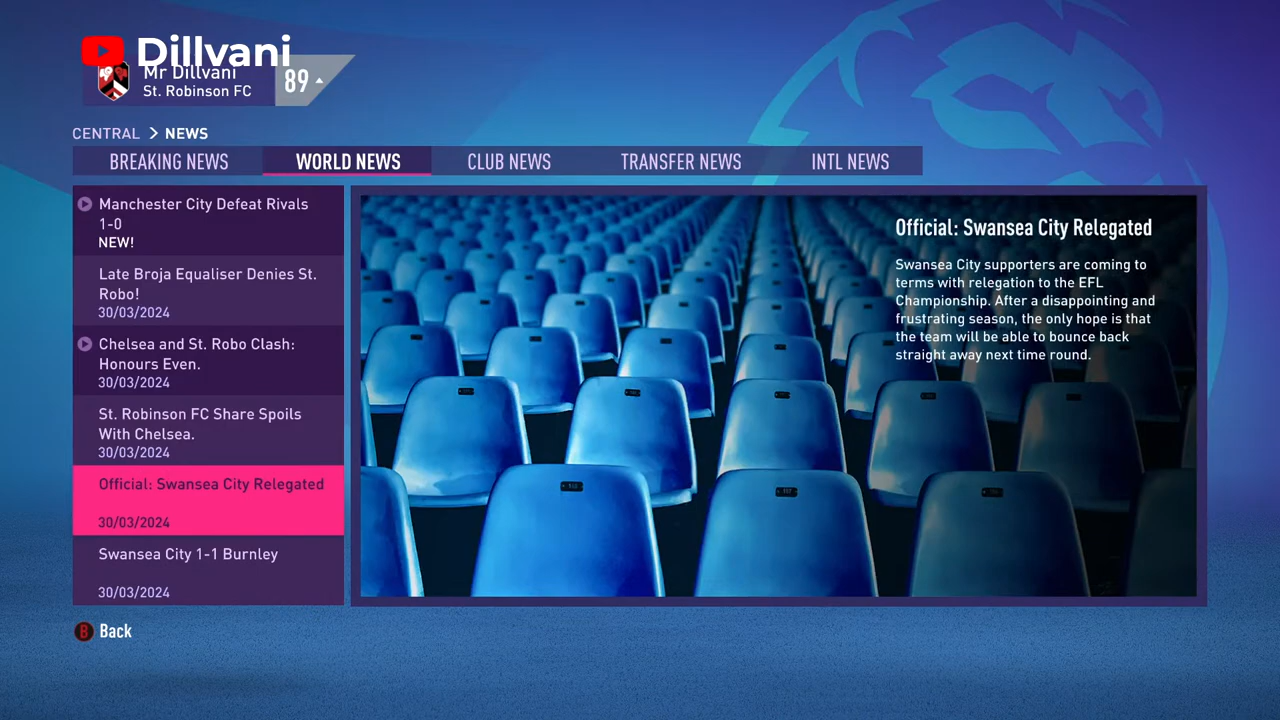 Dillvani
Mr Dillvani
St. Robinson FC
89
CENTRAL > NEWS
BREAKING NEWS
WORLD NEWS
CLUB NEWS
TRANSFER NEWS
INTL NEWS
Manchester City Defeat Rivals
1-0
NEW!
Late Broja Equaliser Denies St.
Robo!
30/03/2024
Chelsea and St. Robo Clash:
Honours Even.
30/03/2024
St. Robinson FC Share Spoils
With Chelsea.
30/03/2024
Official: Swansea City Relegated
30/03/2024
Swansea City 1-1 Burnley
30/03/2024
Official: Swansea City Relegated
Swansea City supporters are coming to
terms with relegation to the EFL
Championship. After a disappointing and
frustrating season, the only hope is that
the team will be able to bounce back
straight away next time round.
B Back